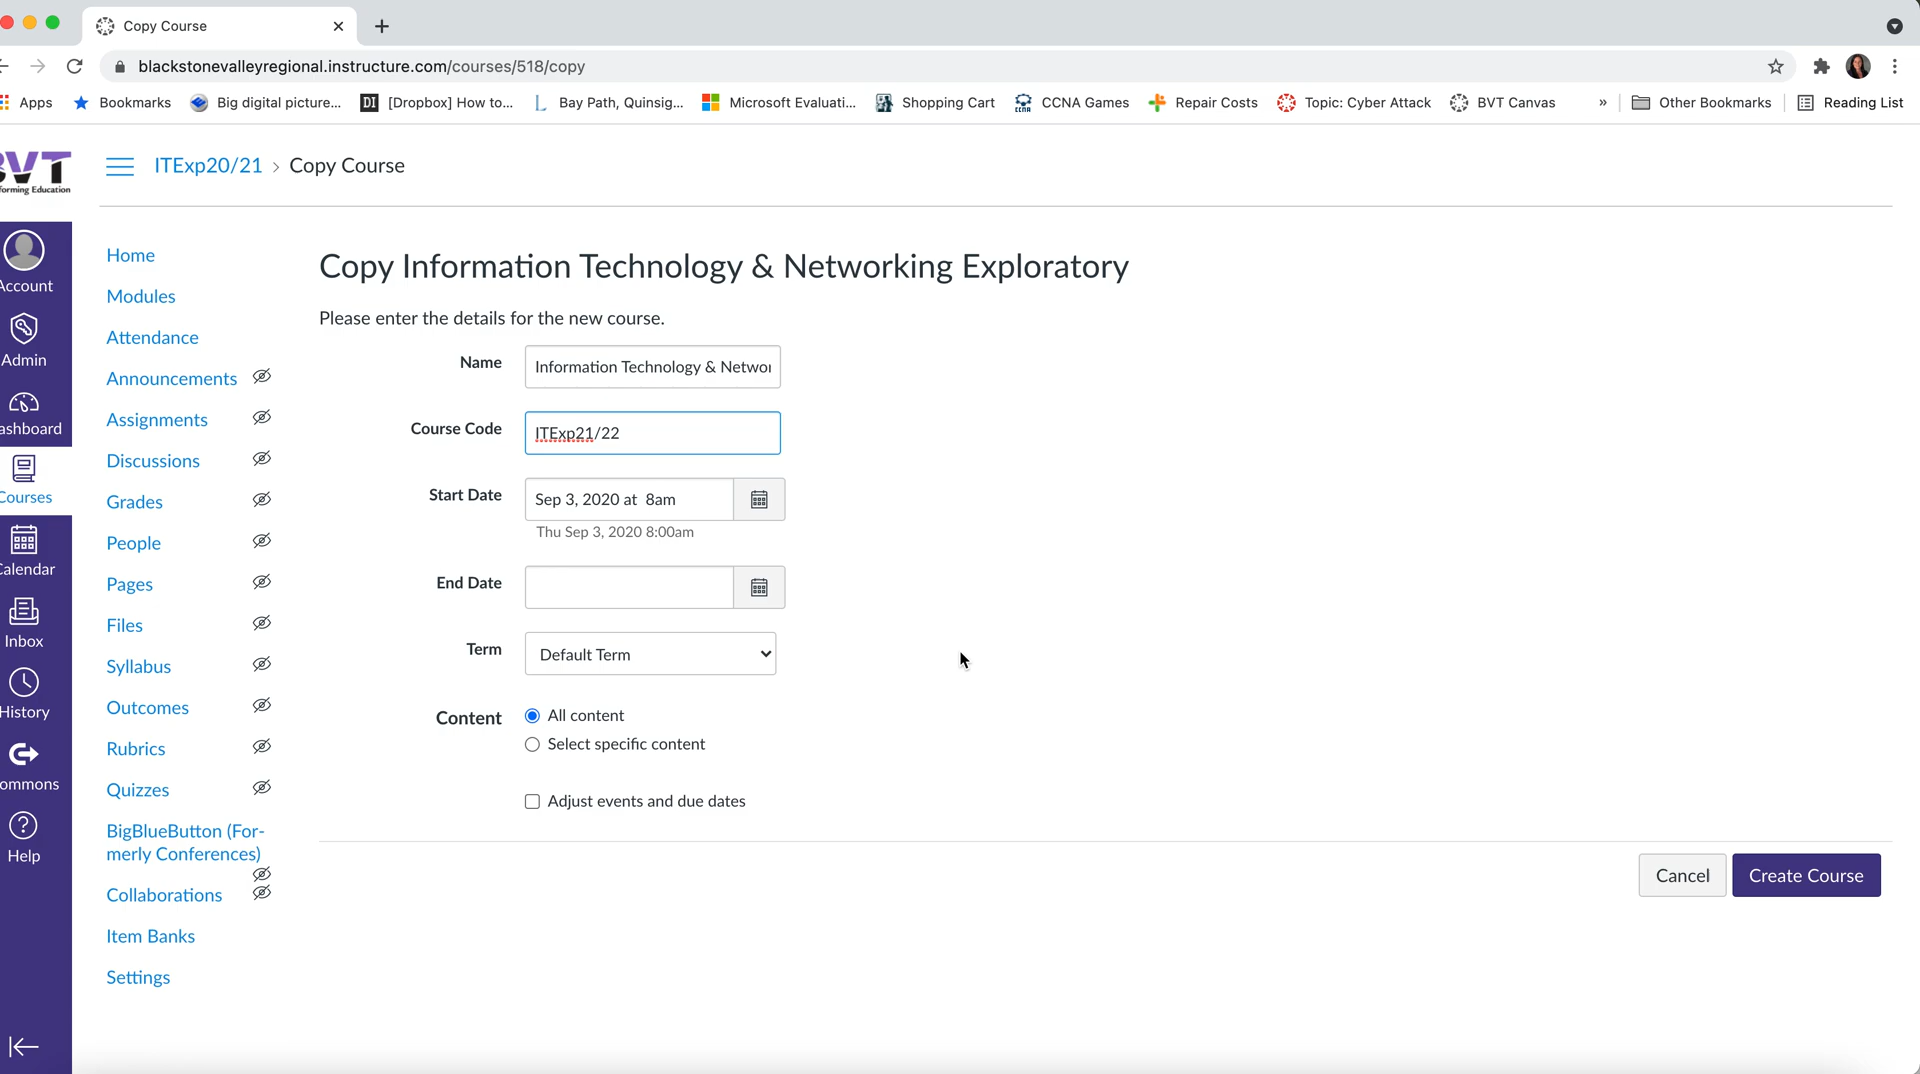 Copy Course
blackstonevalleyregional.instructure.com/courses/518/copy
Apps
Bookmarks
Big digital picture...
DI
[Dropbox] How to...
Bay Path, Quinsig...
Microsoft Evaluati...
Shopping Cart
CCNA Games
Repair Costs
Topic: Cyber Attack
BVT Canvas
»
Other Bookmarks
Reading List
BVT
forming Education
ITExp20/21 > Copy Course
Account
Admin
ashboard
Courses
Calendar
Inbox
History
ommons
Help
Home
Modules
Attendance
Announcements
Assignments
Discussions
Grades
People
Pages
Files
Syllabus
Outcomes
Rubrics
Quizzes
BigBlueButton (For-
merly Conferences)
Collaborations
Item Banks
Settings
Copy Information Technology & Networking Exploratory
Please enter the details for the new course.
Name
Information Technology & Networ
Course Code
ITExp21/22
Start Date
Sep 3, 2020 at 8am
Thu Sep 3, 2020 8:00am
End Date
Term
Default Term
Content
All content
Select specific content
Adjust events and due dates
Cancel
Create Course